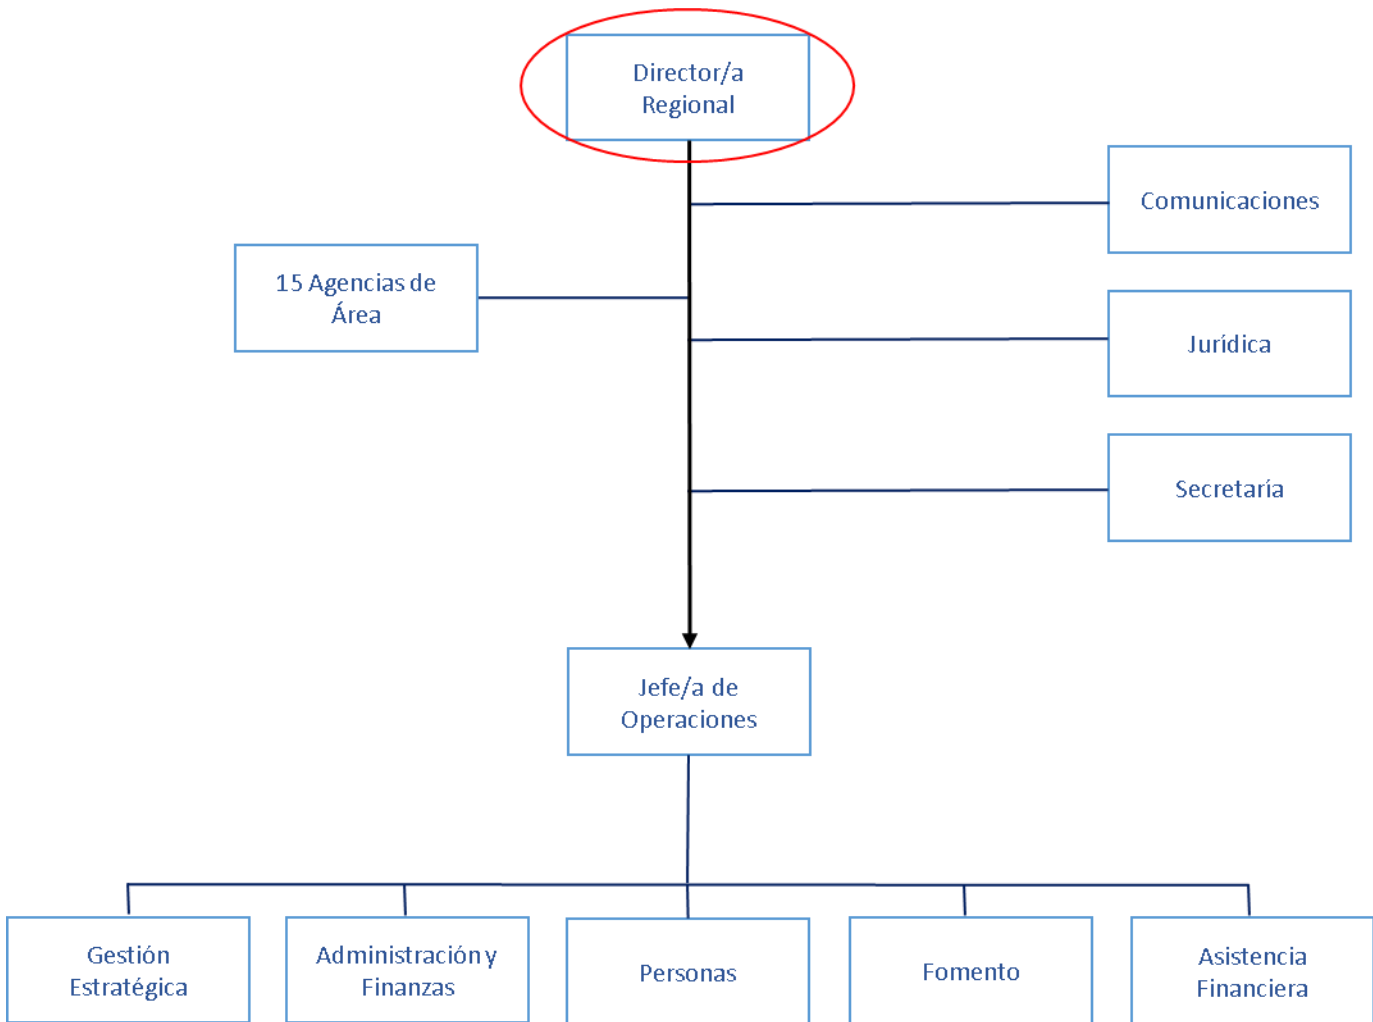 Director/a
Regional
Comunicaciones
15 Agencias de
Área
Jurídica
Secretaría
Jefe/a de
Operaciones
Gestión
Estratégica
Administración y
Finanzas
Personas
Fomento
Asistencia
Financiera